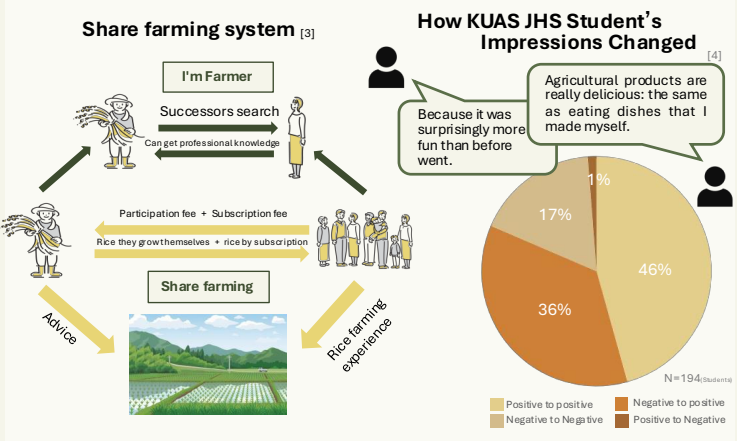 Share farming system [3]
I'm Farmer
Successors search
Can get professional knowledge
Participation fee + Subscription fee
Rice they grow themselves + rice by subscription
Share farming
Advice
Rice farming
experience
How KUAS JHS Student's
Impressions Changed
[4]
Because it was
surprisingly more
fun than before
went.
Agricultural products are
really delicious: the same
as eating dishes that I
made myself.
1%
17%
46%
36%
N=194(Students)
Positive to positive
Negative to positive
Negative to Negative
Positive to Negative